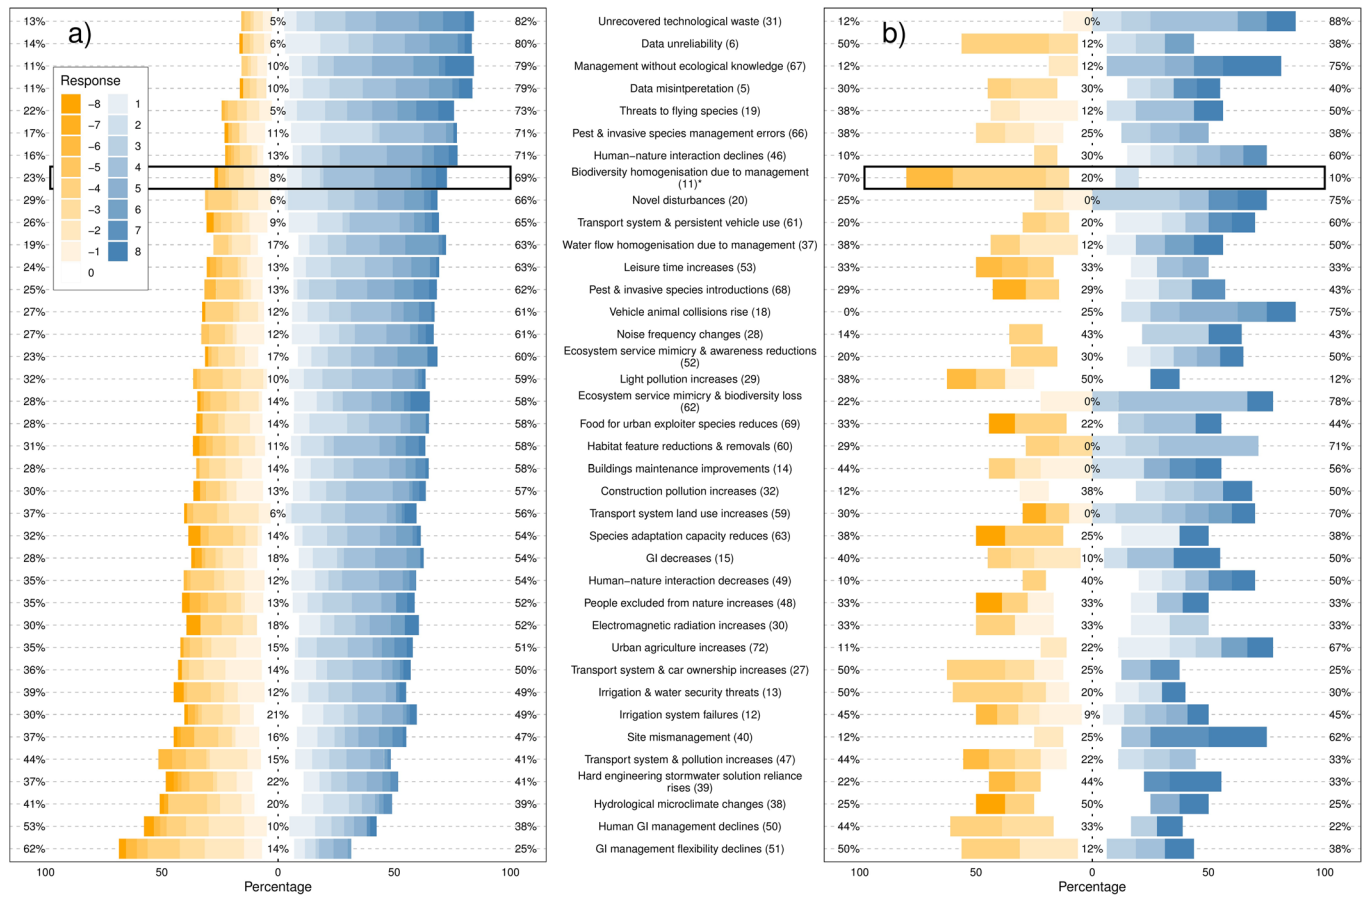 a)
b)
Response
−8 1
−7 2
−6 3
−5 4
−4 5
−3 6
−2 7
−1 8
0
13% 5% 82% Unrecovered technological waste (31) 12% 0% 88%
14% 6% 80% Data unreliability (6) 50% 12% 38%
11% 10% 79% Management without ecological knowledge (67) 12% 12% 75%
11% 10% 79% Data misintpretation (5) 30% 30% 40%
22% 5% 73% Threats to flying species (19) 38% 12% 50%
17% 11% 71% Pest & invasive species management errors (66) 38% 25% 38%
16% 13% 71% Human−nature interaction declines (46) 10% 30% 60%
23% 8% 69% Biodiversity homogenisation due to management
(11)* 70% 20% 10%
29% 6% 66% Novel disturbances (20) 25% 0% 75%
26% 9% 65% Transport system & persistent vehicle use (61) 20% 20% 60%
19% 17% 63% Water flow homogenisation due to management (37) 38% 12% 50%
24% 13% 63% Leisure time increases (53) 33% 33% 33%
25% 13% 62% Pest & invasive species introductions (68) 29% 29% 43%
27% 12% 61% Vehicle animal collisions rise (18) 0% 25% 75%
27% 12% 61% Noise frequency changes (28) 14% 43% 43%
23% 17% 60% Ecosystem service mimicry & awareness reductions
(52) 20% 30% 50%
32% 10% 59% Light pollution increases (29) 38% 50% 12%
28% 14% 58% Ecosystem service mimicry & biodiversity loss
(62) 22% 0% 78%
28% 14% 58% Food for urban exploiter species reduces (69) 33% 22% 44%
31% 11% 58% Habitat feature reductions & removals (60) 29% 0% 71%
28% 14% 58% Buildings maintenance improvements (14) 44% 0% 56%
30% 13% 57% Construction pollution increases (32) 12% 38% 50%
37% 6% 56% Transport system land use increases (59) 30% 0% 70%
32% 14% 54% Species adaptation capacity reduces (63) 38% 25% 38%
28% 18% 54% GI decreases (15) 40% 10% 50%
35% 12% 54% Human−nature interaction decreases (49) 10% 40% 50%
35% 13% 52% People excluded from nature increases (48) 33% 33% 33%
30% 18% 52% Electromagnetic radiation increases (30) 33% 33% 33%
35% 15% 51% Urban agriculture increases (72) 11% 22% 67%
36% 14% 50% Transport system & car ownership increases (27) 50% 25% 25%
39% 12% 49% Irrigation & water security threats (13) 50% 20% 30%
30% 21% 49% Irrigation system failures (12) 45% 9% 45%
37% 16% 47% Site mismanagement (40) 12% 25% 62%
44% 15% 41% Transport system & pollution increases (47) 44% 22% 33%
37% 22% 41% Hard engineering stormwater solution reliance
rises (39) 22% 44% 33%
41% 20% 39% Hydrological microclimate changes (38) 25% 50% 25%
53% 10% 38% Human GI management declines (50) 44% 33% 22%
62% 14% 25% GI management flexibility declines (51) 50% 12% 38%
100 50 0 50 100 100 50 0 50 100
Percentage Percentage